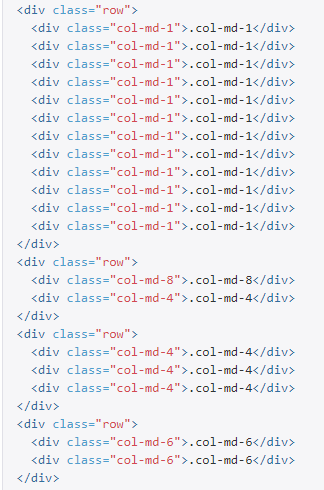 <div class="row">
  <div class="col-md-1">.col-md-1</div>
  <div class="col-md-1">.col-md-1</div>
  <div class="col-md-1">.col-md-1</div>
  <div class="col-md-1">.col-md-1</div>
  <div class="col-md-1">.col-md-1</div>
  <div class="col-md-1">.col-md-1</div>
  <div class="col-md-1">.col-md-1</div>
  <div class="col-md-1">.col-md-1</div>
  <div class="col-md-1">.col-md-1</div>
  <div class="col-md-1">.col-md-1</div>
  <div class="col-md-1">.col-md-1</div>
  <div class="col-md-1">.col-md-1</div>
</div>
<div class="row">
  <div class="col-md-8">.col-md-8</div>
  <div class="col-md-4">.col-md-4</div>
</div>
<div class="row">
  <div class="col-md-4">.col-md-4</div>
  <div class="col-md-4">.col-md-4</div>
  <div class="col-md-4">.col-md-4</div>
</div>
<div class="row">
  <div class="col-md-6">.col-md-6</div>
  <div class="col-md-6">.col-md-6</div>
</div>